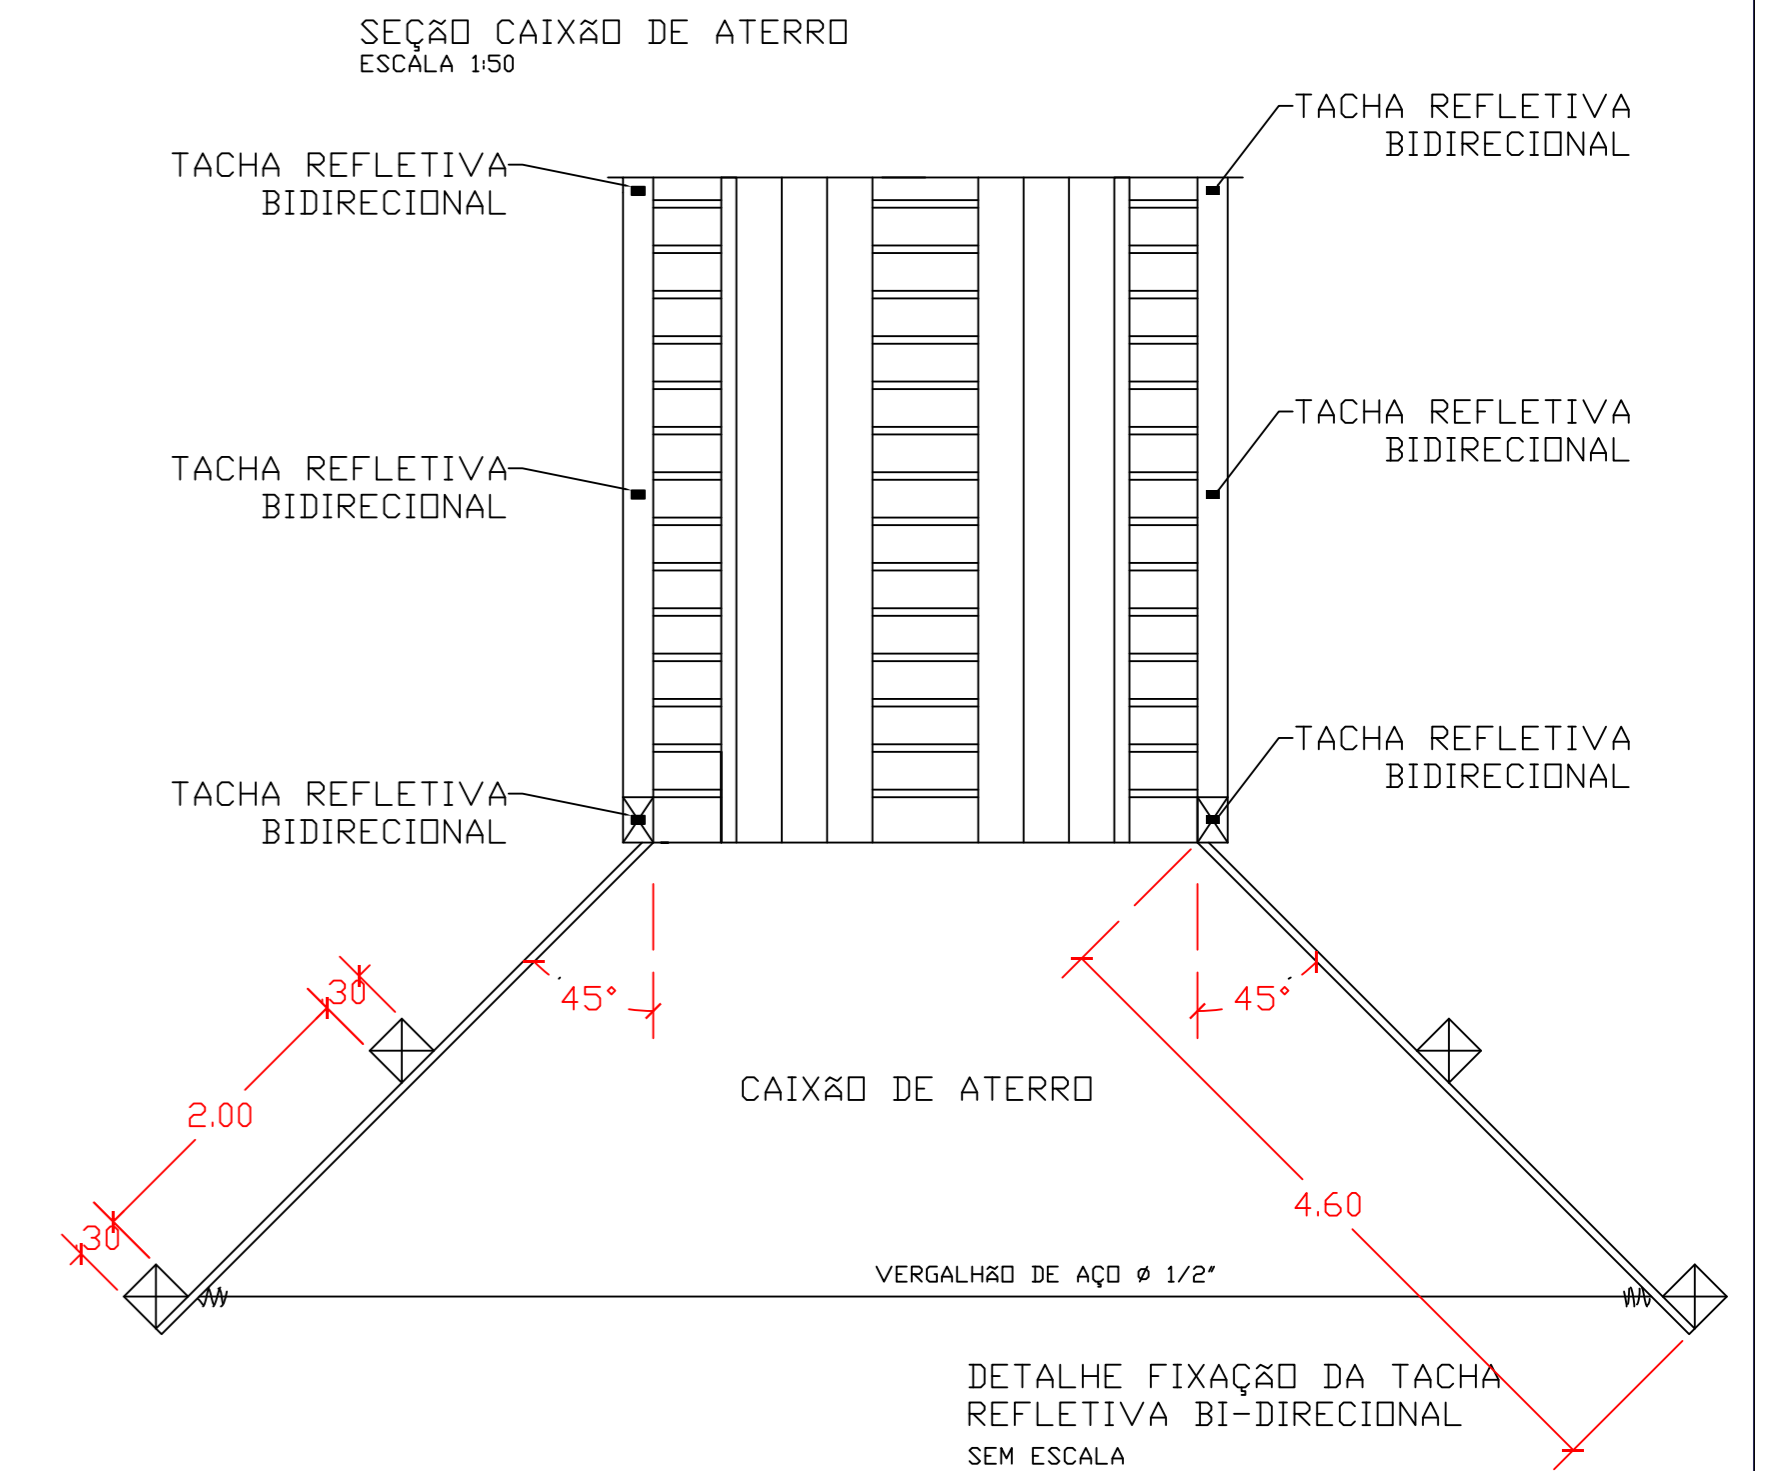 SEÇÃO CAIXÃO DE ATERRO
ESCALA 1:50
TACHA REFLETIVA
BIDIRECIONAL
TACHA REFLETIVA
BIDIRECIONAL
TACHA REFLETIVA
BIDIRECIONAL
TACHA REFLETIVA
BIDIRECIONAL
TACHA REFLETIVA
BIDIRECIONAL
TACHA REFLETIVA
BIDIRECIONAL
.30
45°
45°
2.00
CAIXÃO DE ATERRO
.30
4.60
VERGALHÃO DE AÇO Ø 1/2"
DETALHE FIXAÇÃO DA TACHA
REFLETIVA BI-DIRECIONAL
SEM ESCALA